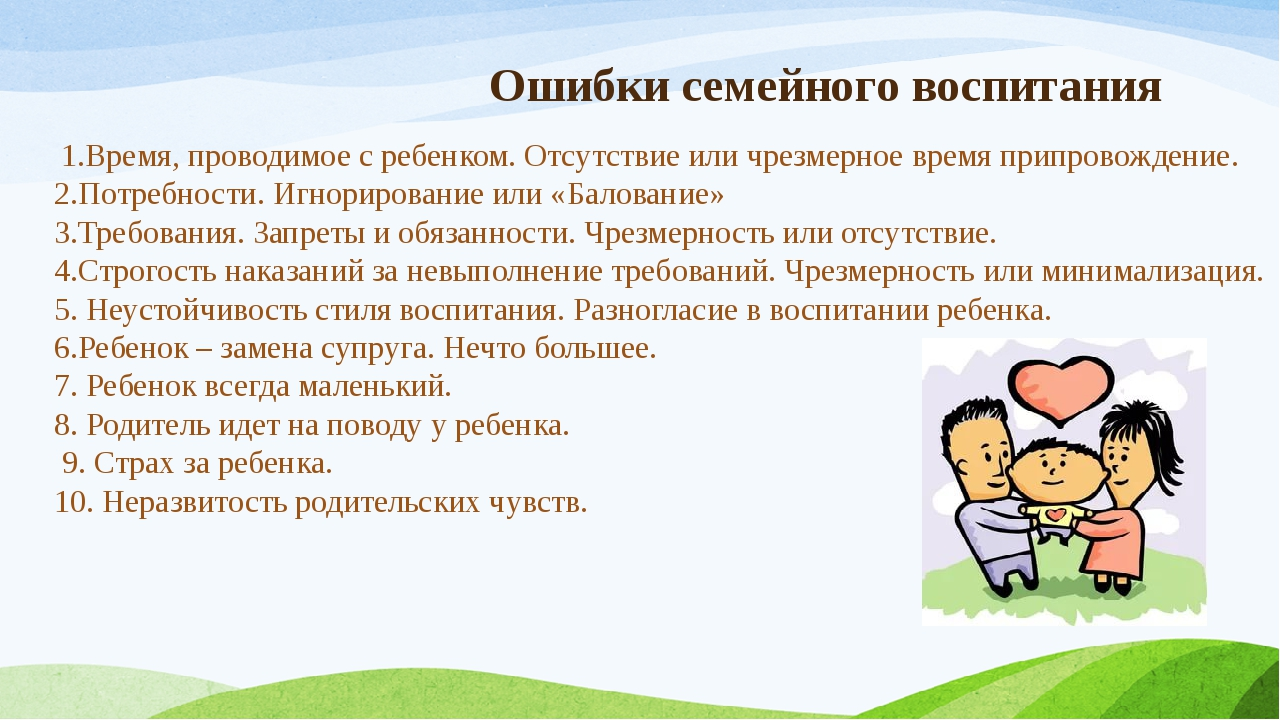 Ошибки семейного воспитания
1.Время, проводимое с ребенком. Отсутствие или чрезмерное время припровождение.
2.Потребности. Игнорирование или «Балование»
3.Требования. Запреты и обязанности. Чрезмерность или отсутствие.
4.Строгость наказаний за невыполнение требований. Чрезмерность или минимализация.
5. Неустойчивость стиля воспитания. Разногласие в воспитании ребенка.
6.Ребенок – замена супруга. Нечто большее.
7. Ребенок всегда маленький.
8. Родитель идет на поводу у ребенка.
9. Страх за ребенка.
10. Неразвитость родительских чувств.